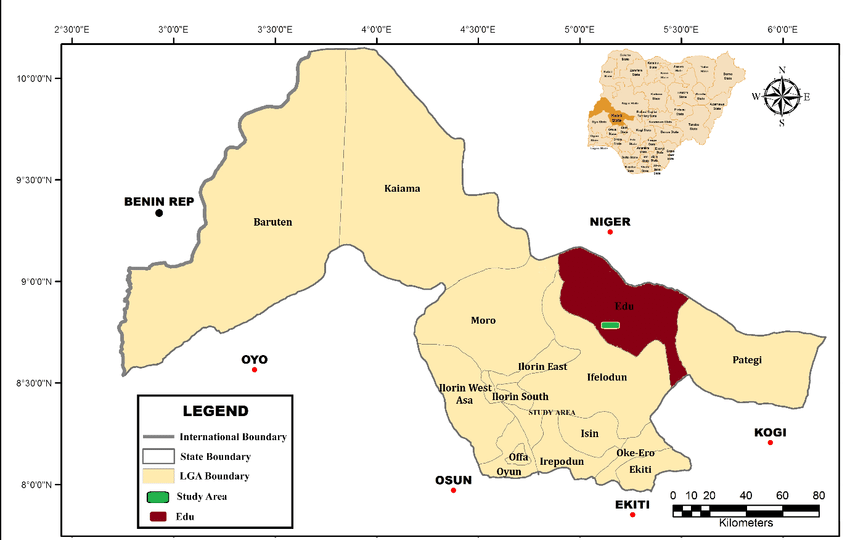 2°30'0"E 3°0'0"E 3°30'0"E 4°0'0"E 4°30'0"E 5°0'0"E 5°30'0"E 6°0'0"E
10°0'0"N
9°30'0"N
9°0'0"N
8°30'0"N
8°0'0"N
N
W E
S
BENIN REP
Kaiama
Baruten
NIGER
Edu
Moro
OYO
Pategi
Ilorin East
Ifelodun
Ilorin West
Asa
Ilorin South
STUDY AREA
Isin
KOGI
Oke-Ero
Offa
Irepodun
Ekiti
Oyun
OSUN
EKITI
LEGEND
International Boundary
State Boundary
LGA Boundary
Study Area
Edu
0 10 20 40 60 80
Kilometers